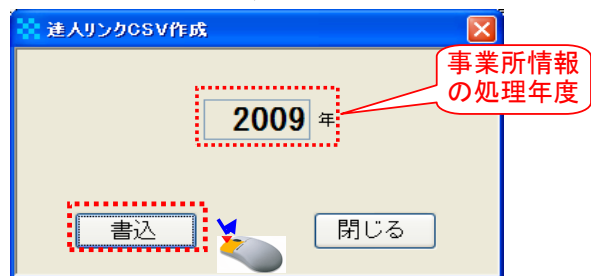 達人リンクCSV作成
事業所情報
の処理年度
2009 年
書込
閉じる